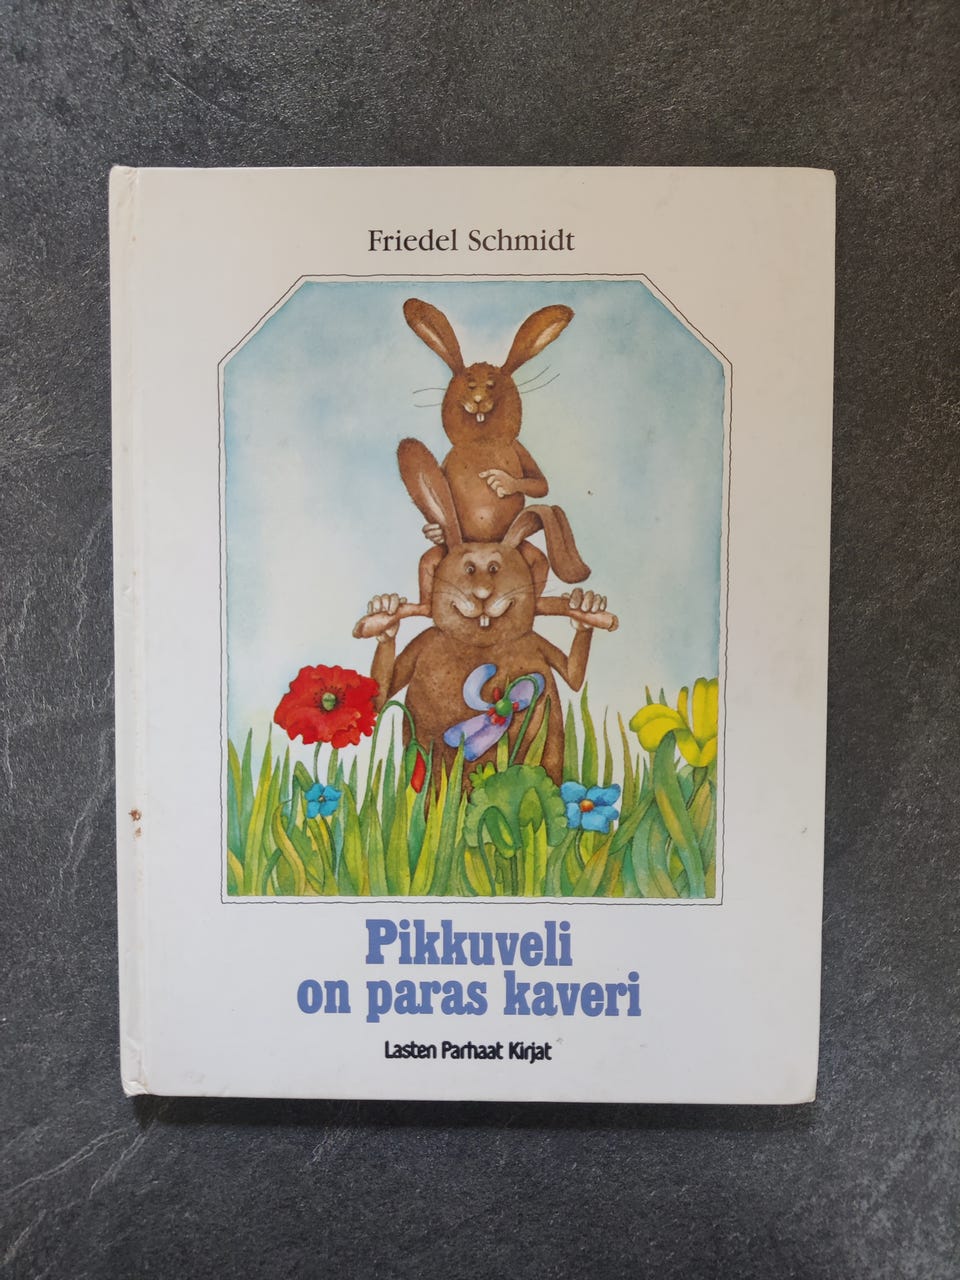 Friedel Schmidt
Pikkuveli
on paras kaveri
Lasten Parhaat Kirjat